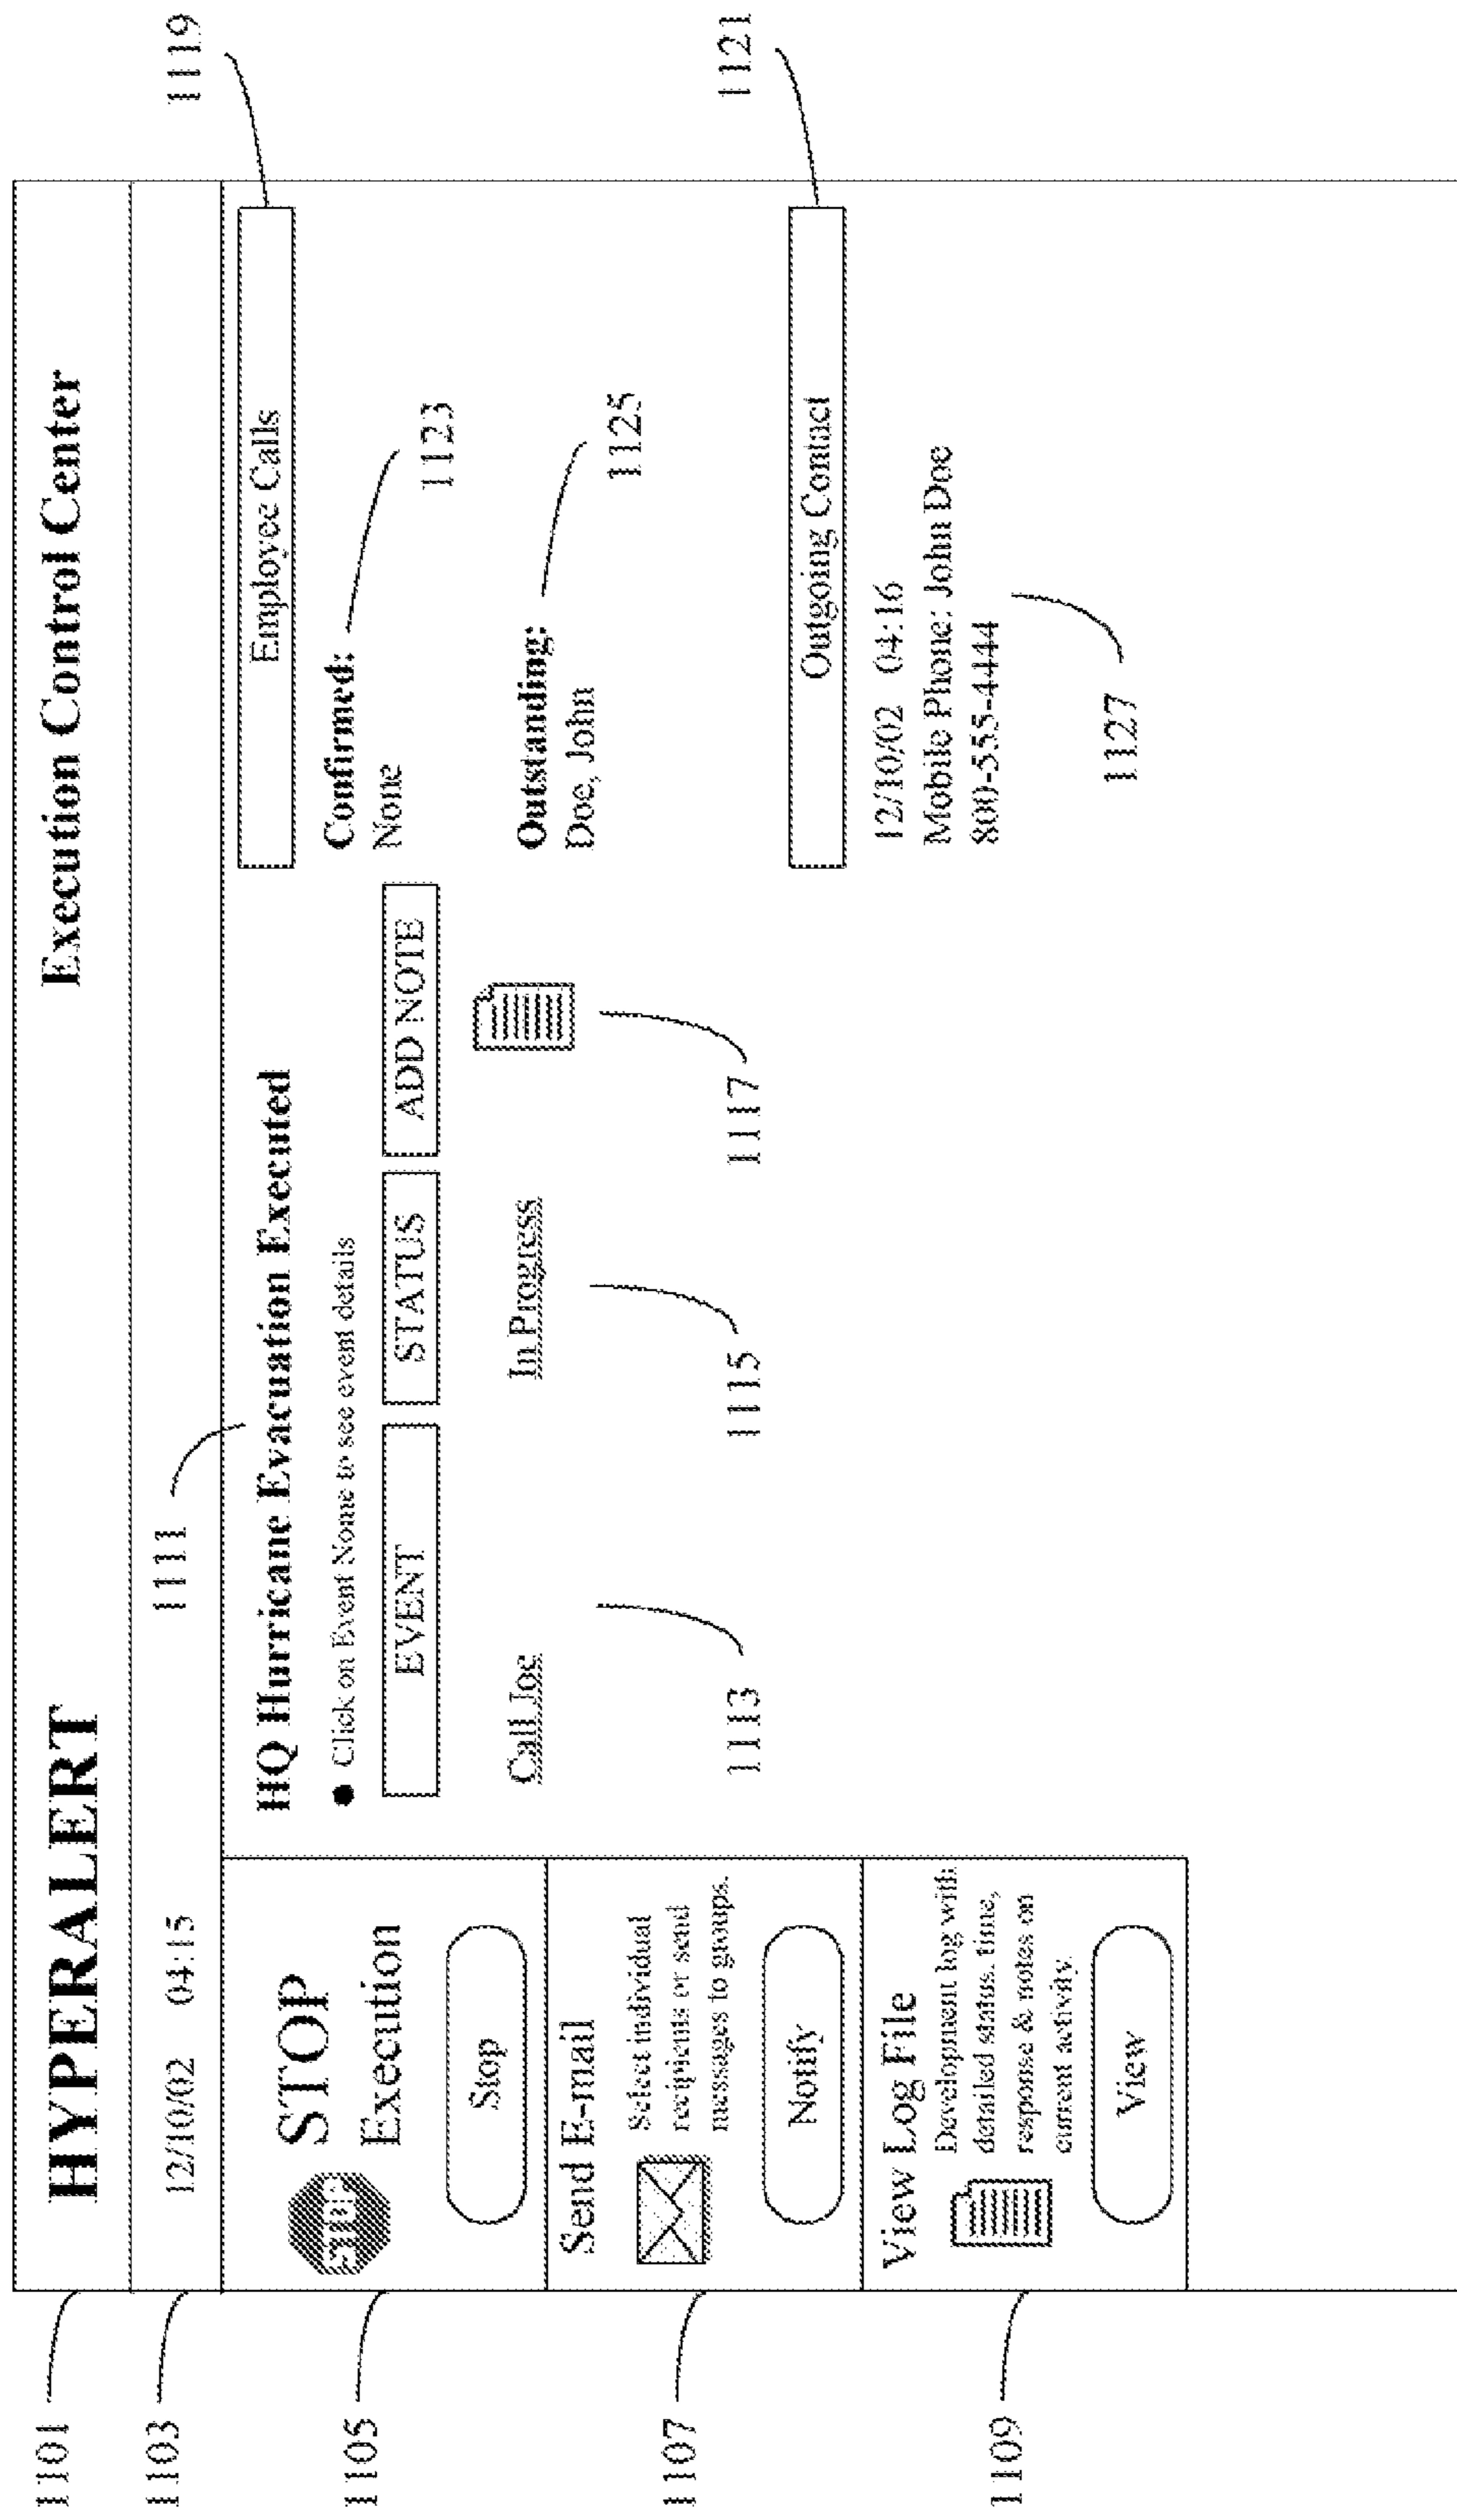 HYPERALERT Execution Control Center
12/10/02 04:15
STOP
STOP
Execution
Stop
Send E-mail
Select individual
recipients or send
messages to groups.
Notify
View Log File
Development log with
detailed status, time,
response & notes on
current activity.
View
HQ Hurricane Evacuation Executed
● Click on Event Nome to see event details
EVENT STATUS ADD NOTE
Call Joe In Progress
Employee Calls
Confirmed:
None
Outstanding:
Doe, John
Outgoing Contact
12/10/02 04:16
Mobile Phone: John Doe
800-555-4444
1101
1103
1105
1107
1109
1111
1113
1115
1117
1119
1121
1123
1125
1127